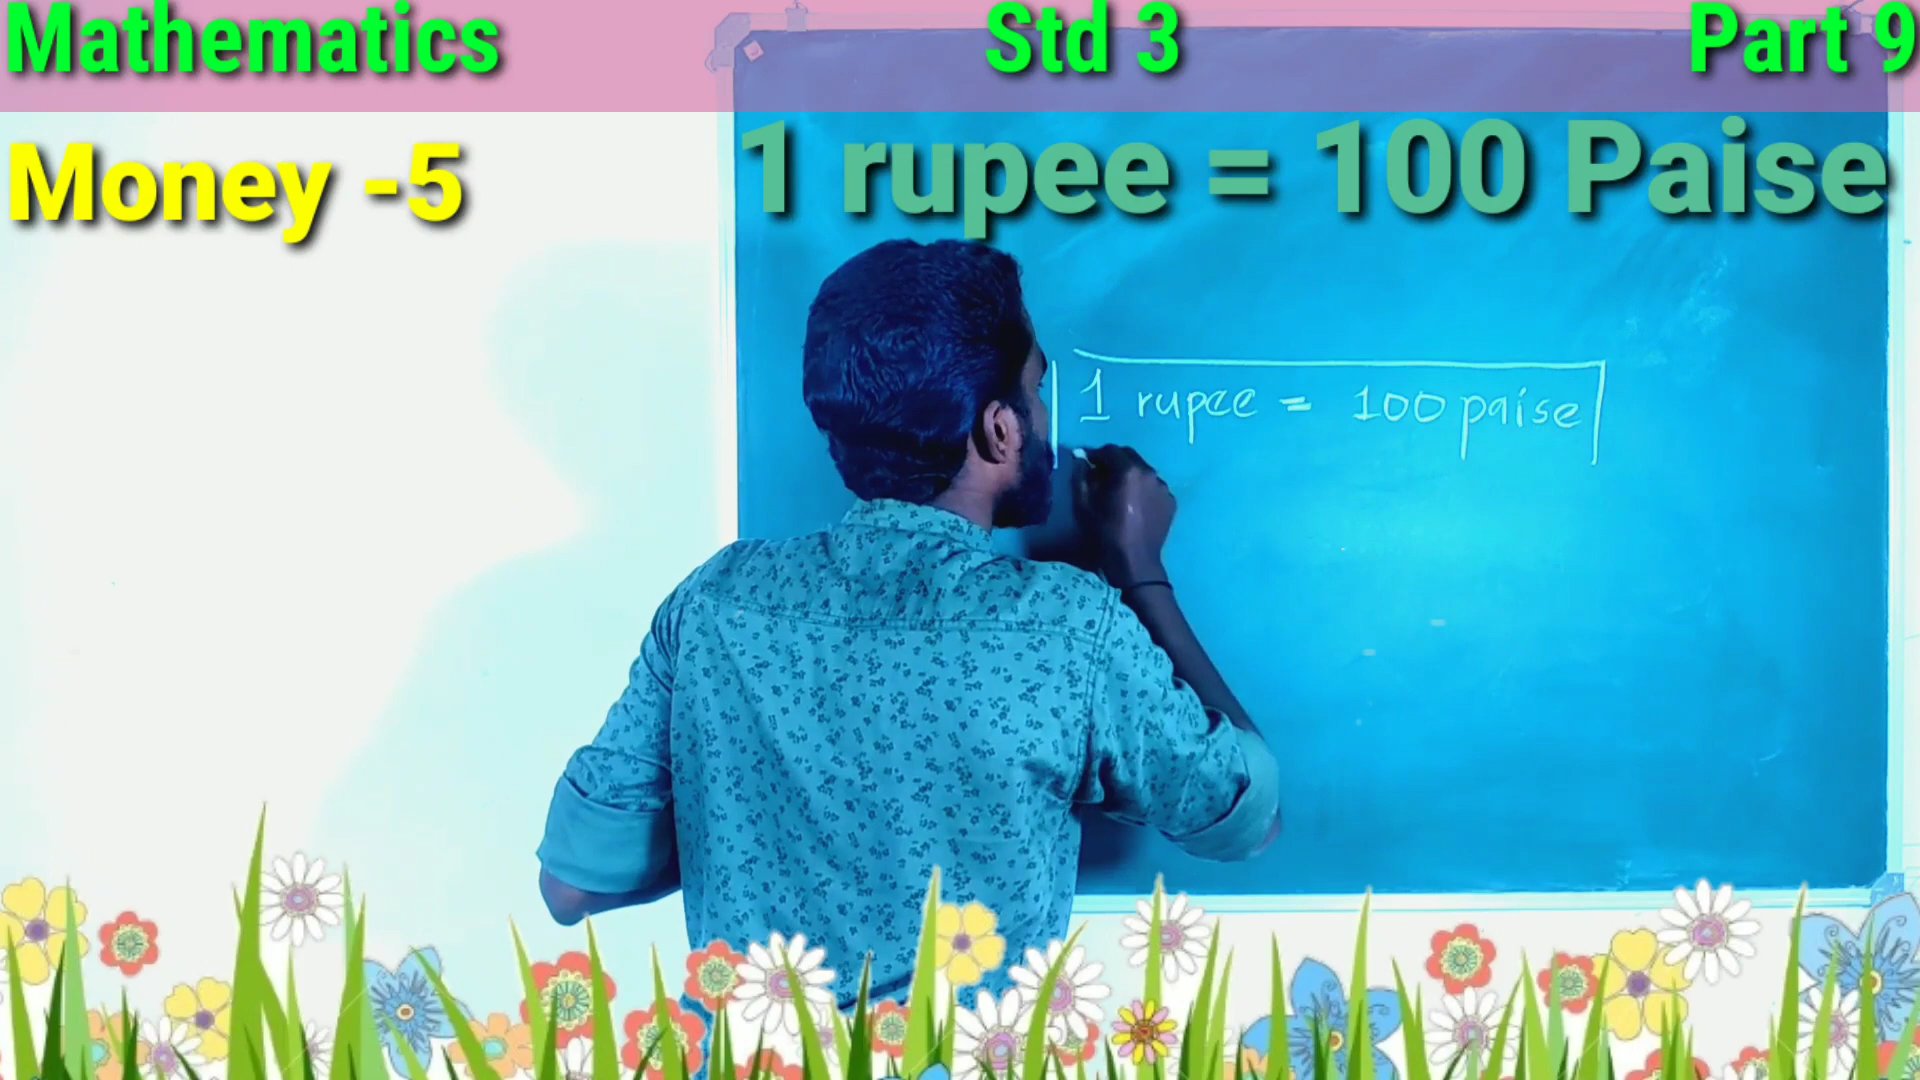 Mathematics Std 3 Part 9
Money -5 1 rupee = 100 Paise
1 rupee = 100 paise